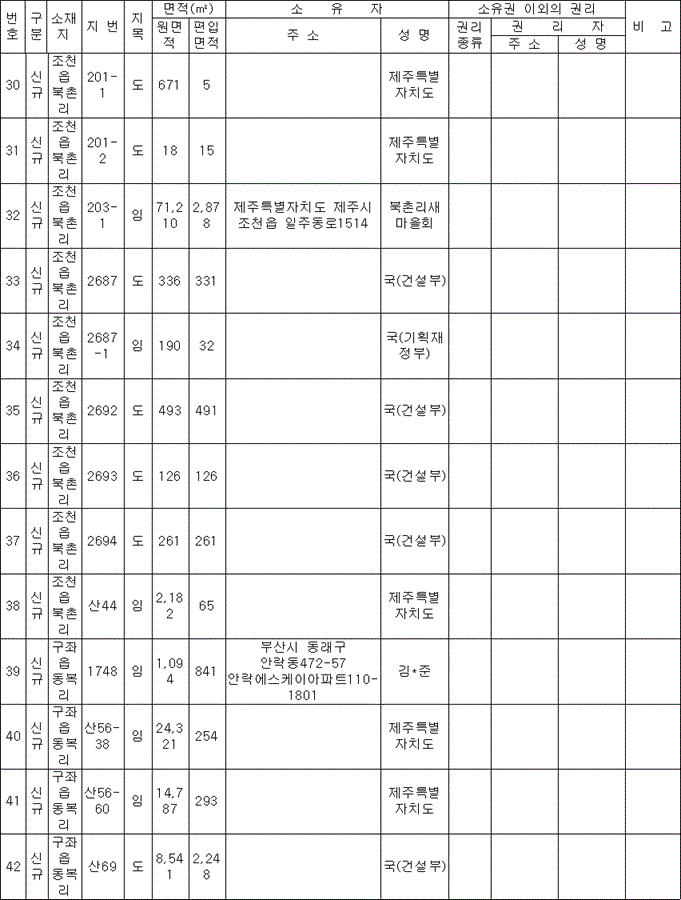 번호 구분 소재지 지 번 지목 면적(㎡) 소 유 자 소유권 이외의 권리 비 고
원면적 편입면적 주 소 성 명 권리종류 권 리 자
주 소 성 명
30 신규 조천읍 북촌리 201-1 도 671 5 제주특별자치도
31 신규 조천읍 북촌리 201-2 도 18 15 제주특별자치도
32 신규 조천읍 북촌리 203-1 임 71,210 2,878 제주특별자치도 제주시 조천읍 일주동로1514 북촌리새마을회
33 신규 조천읍 북촌리 2687 도 336 331 국(건설부)
34 신규 조천읍 북촌리 2687-1 임 190 32 국(기획재정부)
35 신규 조천읍 북촌리 2692 도 493 491 국(건설부)
36 신규 조천읍 북촌리 2693 도 126 126 국(건설부)
37 신규 조천읍 북촌리 2694 도 261 261 국(건설부)
38 신규 조천읍 북촌리 산44 임 2,182 65 제주특별자치도
39 신규 구좌읍 동복리 1748 임 1,094 841 부산시 동래구 안락동472-57 안락에스케이아파트110-1801 김*준
40 신규 구좌읍 동복리 산56-38 임 24,321 254 제주특별자치도
41 신규 구좌읍 동복리 산56-60 임 14,787 293 제주특별자치도
42 신규 구좌읍 동복리 산69 도 8,541 2,248 국(건설부)